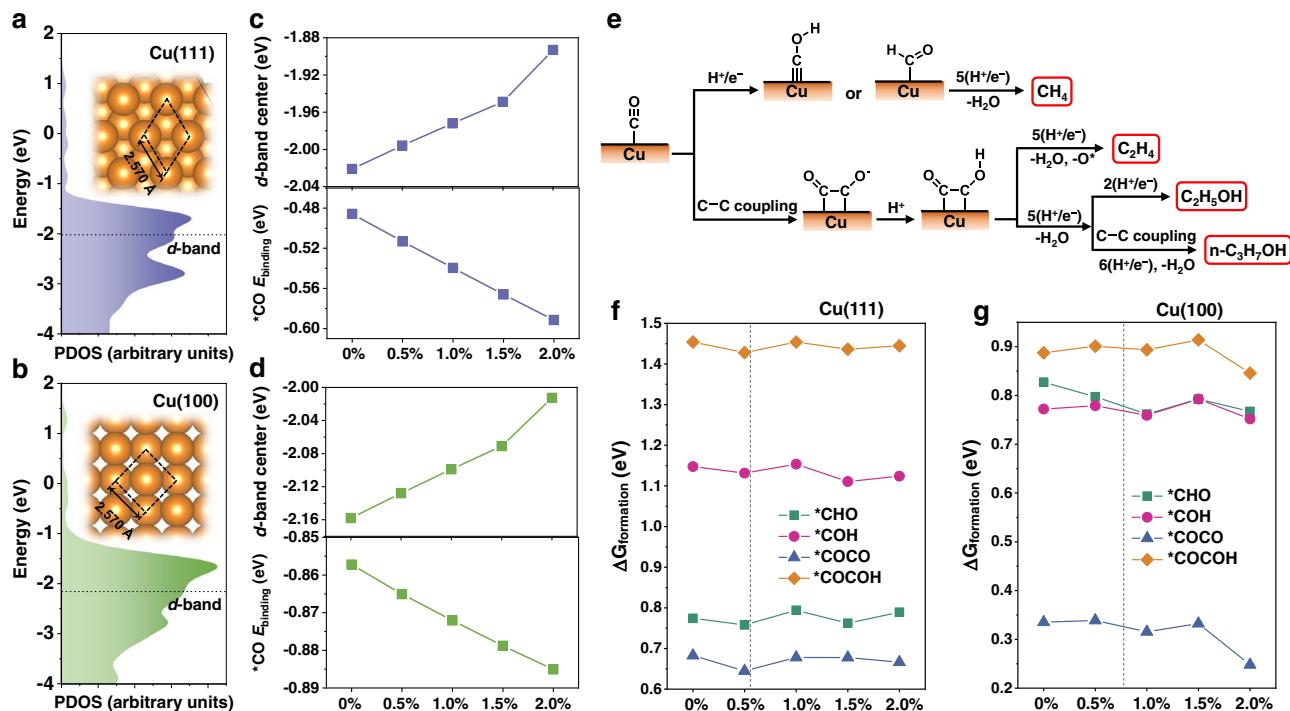 a
2
1
0
-1
-2
-3
-4
Energy (eV)
Cu(111)
2.570 Å
d-band
PDOS (arbitrary units)
b
2
1
0
-1
-2
-3
-4
Energy (eV)
Cu(100)
2.570 Å
d-band
PDOS (arbitrary units)
c
-1.88
-1.92
-1.96
-2.00
-2.04
d-band center (eV)
-0.48
-0.52
-0.56
-0.60
*CO Ebinding (eV)
0% 0.5% 1.0% 1.5% 2.0%
d
-2.00
-2.04
-2.08
-2.12
-2.16
d-band center (eV)
-0.85
-0.86
-0.87
-0.88
-0.89
*CO Ebinding (eV)
0% 0.5% 1.0% 1.5% 2.0%
e
O
C
Cu
H⁺/e⁻
H
O
C
Cu
or
H
C
O
Cu
5(H⁺/e⁻)
-H₂O
CH₄
C−C coupling
O
C
C
O⁻
Cu
H⁺
O
C
C
O
H
Cu
5(H⁺/e⁻)
-H₂O, -O*
C₂H₄
5(H⁺/e⁻)
-H₂O
2(H⁺/e⁻)
C₂H₅OH
C−C coupling
6(H⁺/e⁻), -H₂O
n-C₃H₇OH
f
Cu(111)
1.5
1.4
1.3
1.2
1.1
1.0
0.9
0.8
0.7
0.6
ΔGformation (eV)
*CHO
*COH
*COCO
*COCOH
0% 0.5% 1.0% 1.5% 2.0%
g
Cu(100)
0.9
0.8
0.7
0.6
0.5
0.4
0.3
0.2
ΔGformation (eV)
*CHO
*COH
*COCO
*COCOH
0% 0.5% 1.0% 1.5% 2.0%